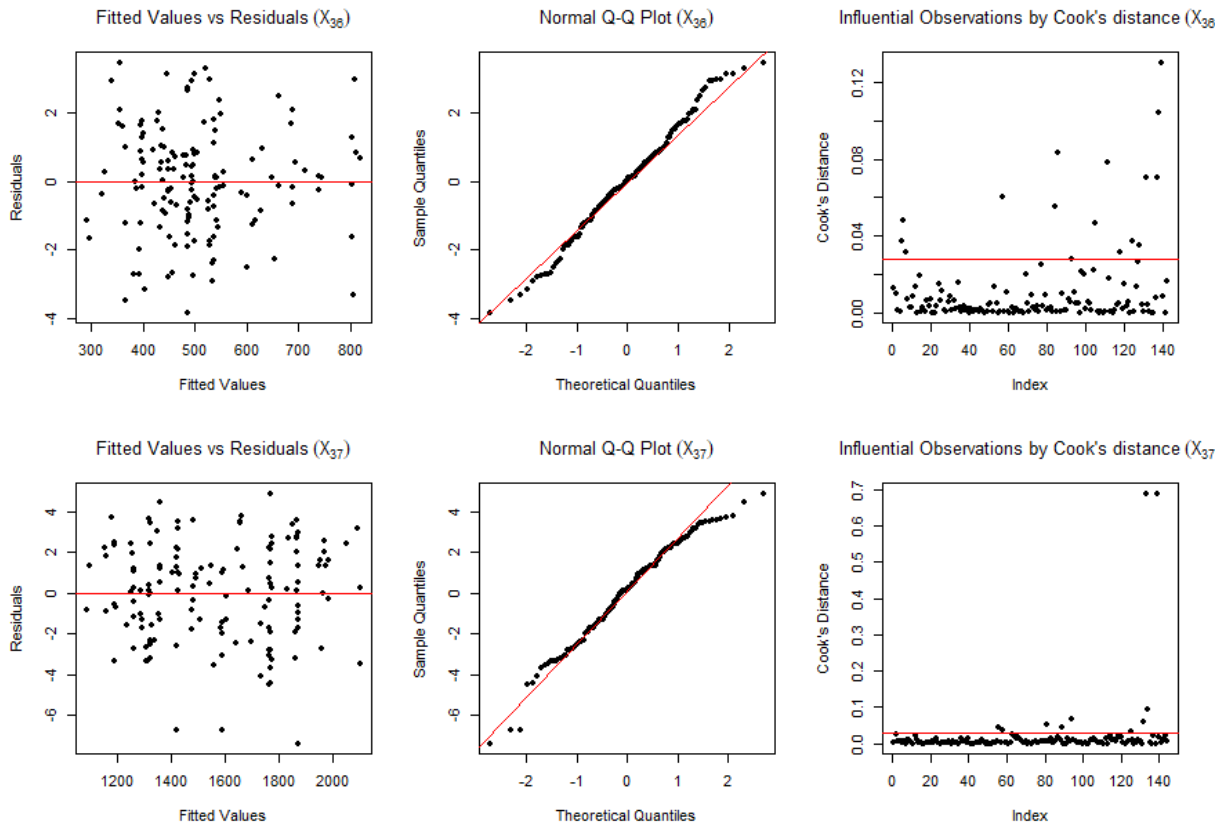 Fitted Values vs Residuals (X36)
Residuals
-4 -2 0 2
300 400 500 600 700 800
Fitted Values
Normal Q-Q Plot (X36)
Sample Quantiles
-4 -2 0 2
-2 -1 0 1 2
Theoretical Quantiles
Influential Observations by Cook's distance (X36
Cook's Distance
0.00 0.04 0.08 0.12
0 20 40 60 80 100 120 140
Index
Fitted Values vs Residuals (X37)
Residuals
-6 -4 -2 0 2 4
1200 1400 1600 1800 2000
Fitted Values
Normal Q-Q Plot (X37)
Sample Quantiles
-6 -4 -2 0 2 4
-2 -1 0 1 2
Theoretical Quantiles
Influential Observations by Cook's distance (X37
Cook's Distance
0.0 0.1 0.2 0.3 0.4 0.5 0.6 0.7
0 20 40 60 80 100 120 140
Index